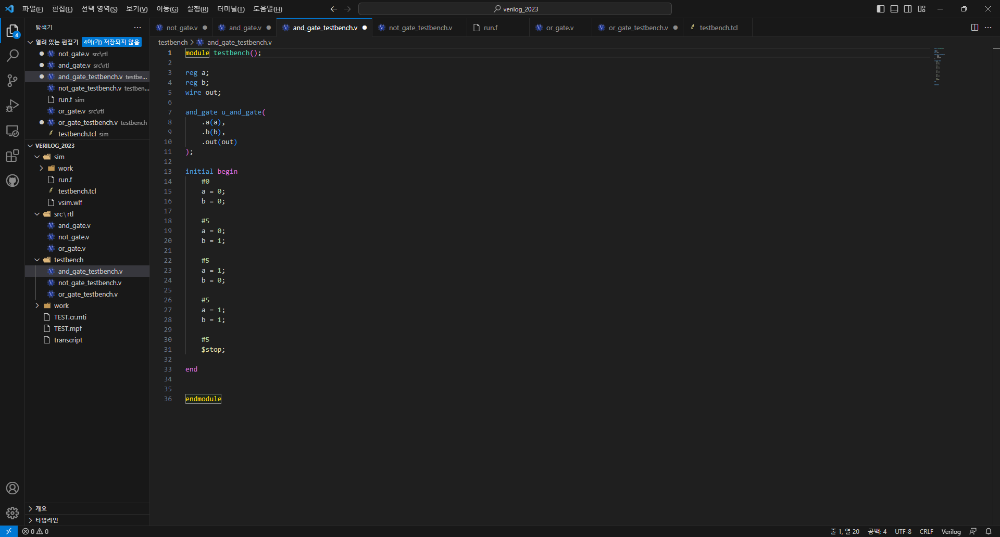 파일(F) 편집(E) 선택 영역(S) 보기(V) 이동(G) 실행(R) 터미널(T) 도움말(H) verilog_2023
탐색기
열려 있는 편집기 4이(가) 저장되지 않음
not_gate.v src\rtl
and_gate.v src\rtl
and_gate_testbench.v testbe...
not_gate_testbench.v testben...
run.f sim
or_gate.v src\rtl
or_gate_testbench.v testbench
testbench.tcl sim
VERILOG_2023
sim
work
run.f
testbench.tcl
vsim.wlf
src\rtl
and_gate.v
not_gate.v
or_gate.v
testbench
and_gate_testbench.v
not_gate_testbench.v
or_gate_testbench.v
work
TEST.cr.mti
TEST.mpf
transcript
개요
타임라인
4
not_gate.v and_gate.v and_gate_testbench.v not_gate_testbench.v run.f or_gate.v or_gate_testbench.v testbench.tcl
testbench > and_gate_testbench.v
1 module testbench();
2
3 reg a;
4 reg b;
5 wire out;
6
7 and_gate u_and_gate(
8 .a(a),
9 .b(b),
10 .out(out)
11 );
12
13 initial begin
14 #0
15 a = 0;
16 b = 0;
17
18 #5
19 a = 0;
20 b = 1;
21
22 #5
23 a = 1;
24 b = 0;
25
26 #5
27 a = 1;
28 b = 1;
29
30 #5
31 $stop;
32
33 end
34
35
36 endmodule
0 0 줄 1, 열 20 공백: 4 UTF-8 CRLF Verilog